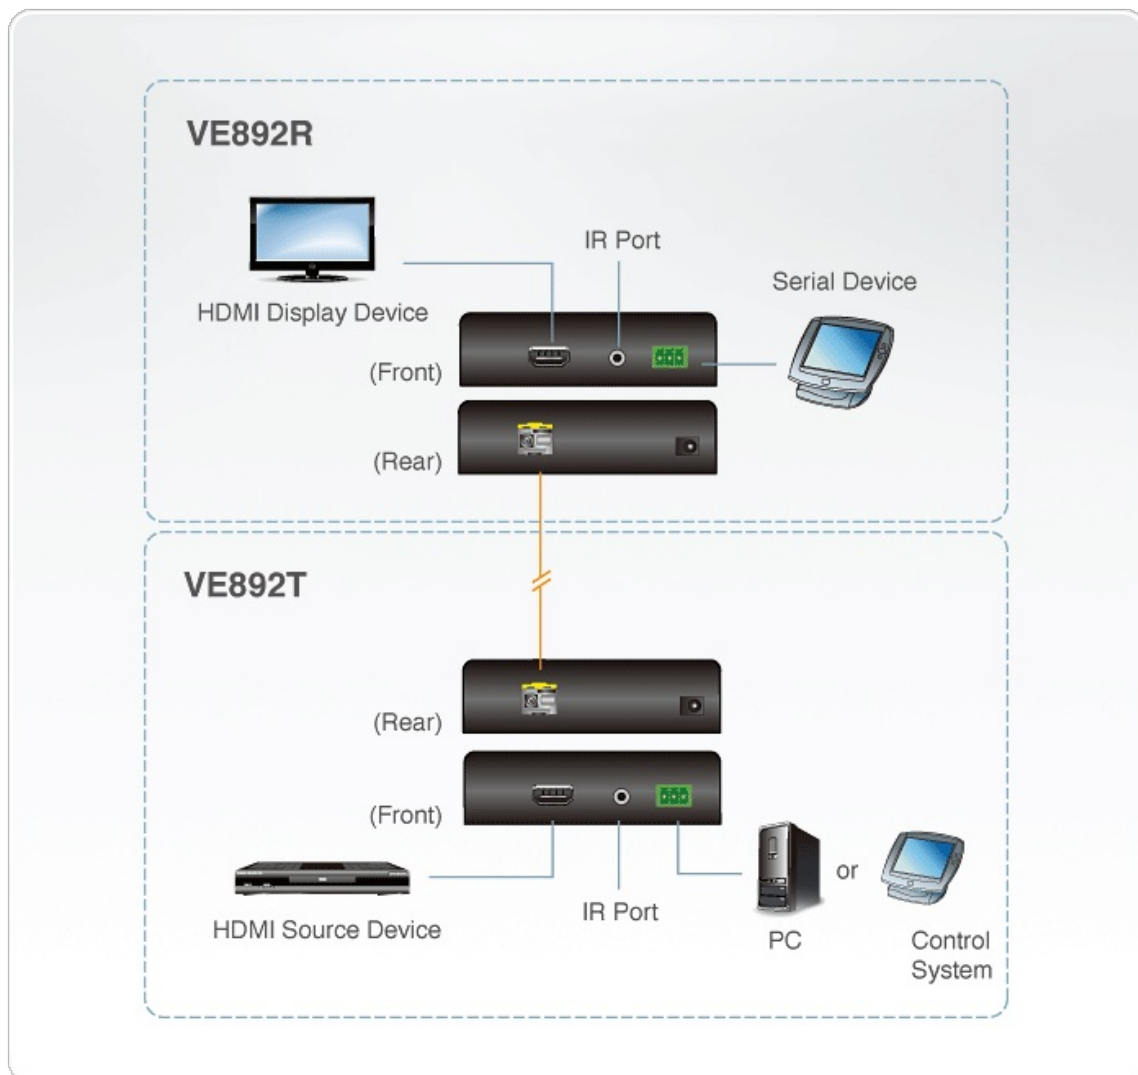 VE892R
IR Port
Serial Device
HDMI Display Device
(Front)
(Rear)
VE892T
(Rear)
(Front)
or
IR Port
HDMI Source Device
PC
Control
System